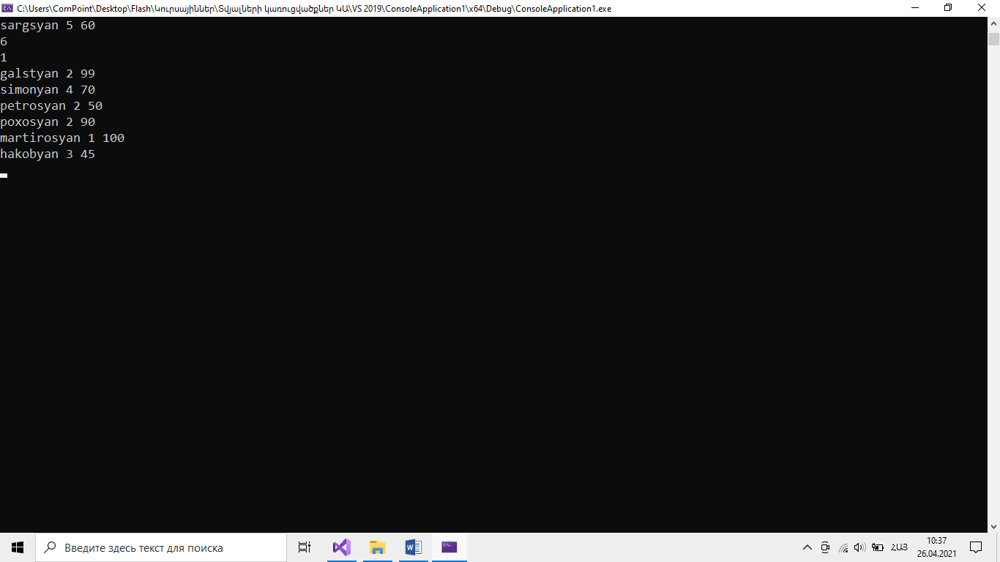 C:\Users\ComPoint\Desktop\Flash\Կուրսայիններ\Տվյալների կառուցվածքներ ԿԱ\VS 2019\ConsoleApplication1\x64\Debug\ConsoleApplication1.exe
sargsyan 5 60
6
1
galstyan 2 99
simonyan 4 70
petrosyan 2 50
poxosyan 2 90
martirosyan 1 100
hakobyan 3 45
Введите здесь текст для поиска
ՀԱՅ
10:37
26.04.2021